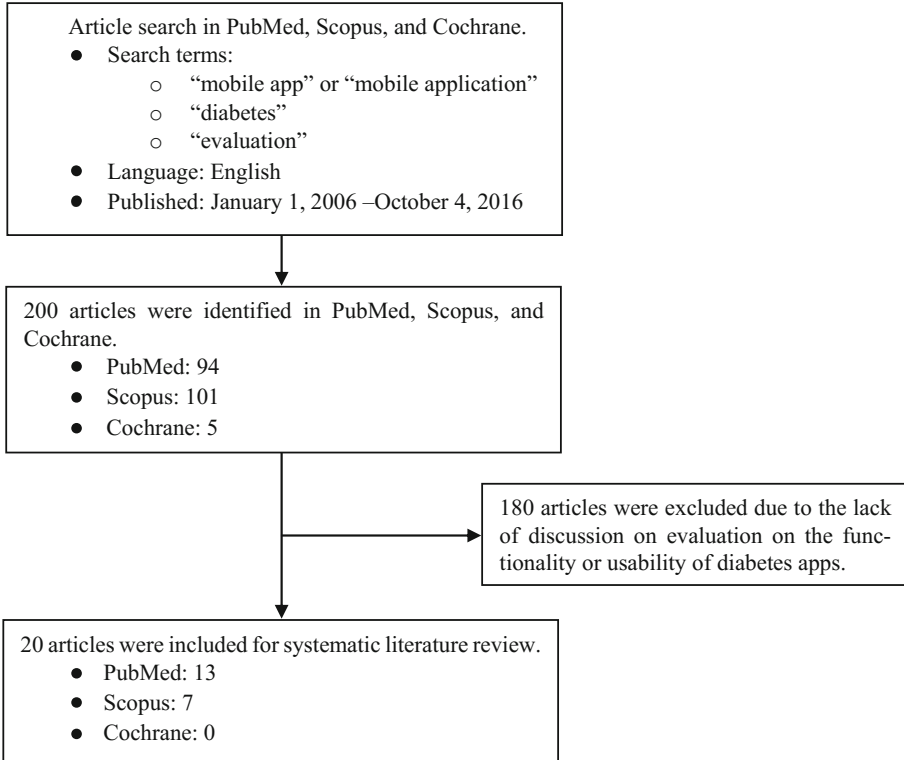 Article search in PubMed, Scopus, and Cochrane.
● Search terms:
o “mobile app” or “mobile application”
o “diabetes”
o “evaluation”
● Language: English
● Published: January 1, 2006 –October 4, 2016
200 articles were identified in PubMed, Scopus, and
Cochrane.
● PubMed: 94
● Scopus: 101
● Cochrane: 5
180 articles were excluded due to the lack
of discussion on evaluation on the func-
tionality or usability of diabetes apps.
20 articles were included for systematic literature review.
● PubMed: 13
● Scopus: 7
● Cochrane: 0